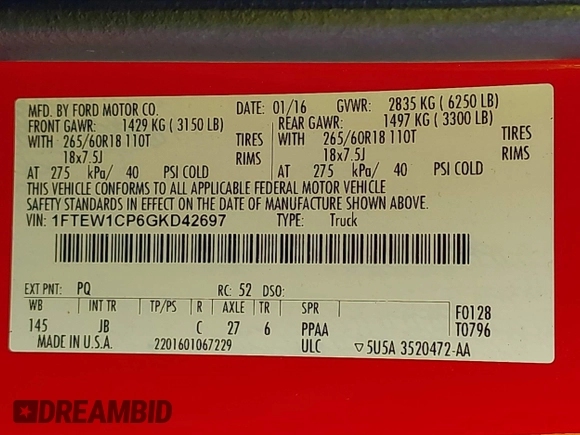 MFD. BY FORD MOTOR CO. DATE: 01/16 GVWR: 2835 KG ( 6250 LB)
FRONT GAWR: 1429 KG ( 3150 LB) REAR GAWR: 1497 KG ( 3300 LB)
WITH 265/60R18 110T TIRES WITH 265/60R18 110T TIRES
18x7.5J RIMS 18x7.5J RIMS
AT 275 kPa/ 40 PSI COLD AT 275 kPa/ 40 PSI COLD
THIS VEHICLE CONFORMS TO ALL APPLICABLE FEDERAL MOTOR VEHICLE
SAFETY STANDARDS IN EFFECT ON THE DATE OF MANUFACTURE SHOWN ABOVE.
VIN: 1FTEW1CP6GKD42697 TYPE: Truck
EXT PNT: PQ RC: 52 DSO:
WB INT TR TP/PS R AXLE TR SPR F0128
145 JB C 27 6 PPAA T0796
MADE IN U.S.A. 2201601067229 ULC ▽5U5A 3520472-AA
DREAMBID